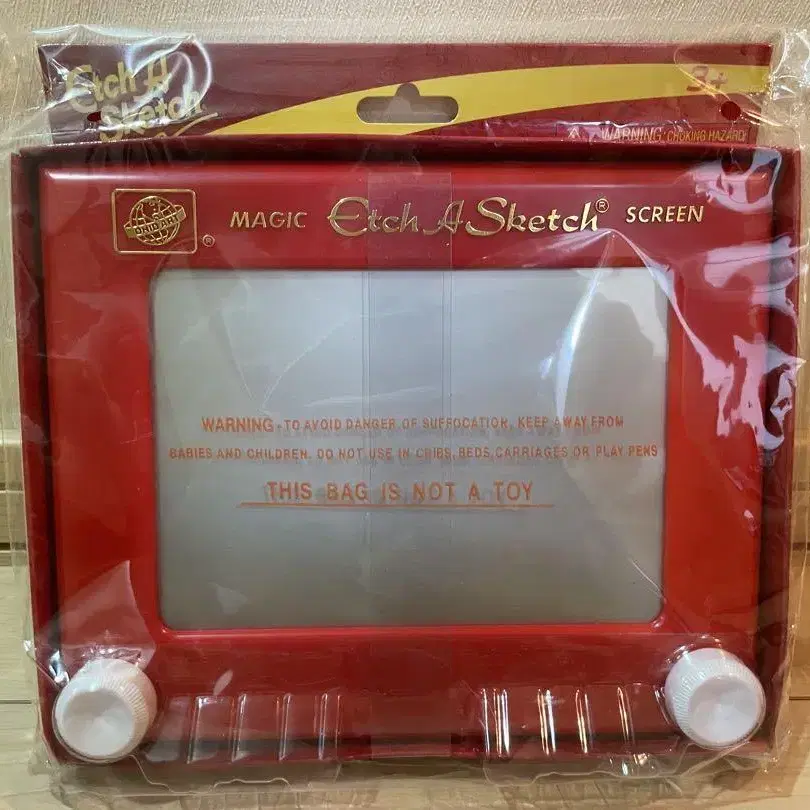 Etch A
Sketch
3+
WARNING: CHOKING HAZARD
OHIO ART
®
MAGIC Etch A Sketch® SCREEN
WARNING - TO AVOID DANGER OF SUFFOCATION, KEEP AWAY FROM
BABIES AND CHILDREN. DO NOT USE IN CRIBS, BEDS, CARRIAGES OR PLAY PENS
THIS BAG IS NOT A TOY